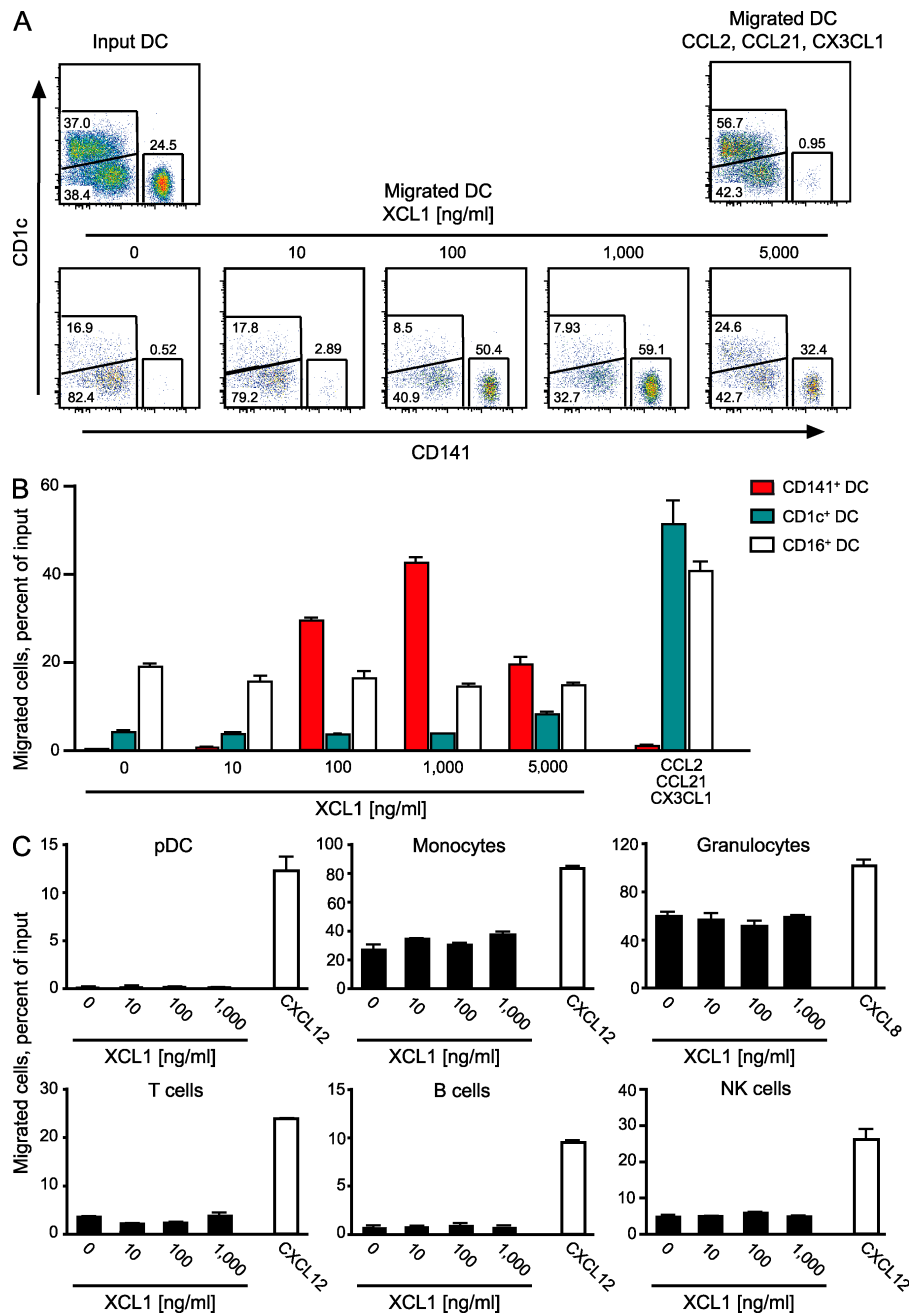 A
Input DC
Migrated DC
CCL2, CCL21, CX3CL1
37.0
24.5
38.4
56.7
0.95
42.3
Migrated DC
XCL1 [ng/ml]
0 10 100 1,000 5,000
16.9
0.52
82.4
17.8
2.89
79.2
8.5
50.4
40.9
7.93
59.1
32.7
24.6
32.4
42.7
CD1c
CD141
B
Migrated cells, percent of input
60
40
20
0
CD141⁺ DC
CD1c⁺ DC
CD16⁺ DC
0 10 100 1,000 5,000
XCL1 [ng/ml]
CCL2
CCL21
CX3CL1
C
Migrated cells, percent of input
pDC
15
10
5
0
0 10 100 1,000 CXCL12
XCL1 [ng/ml]
Monocytes
100
80
60
40
20
0
0 10 100 1,000 CXCL12
XCL1 [ng/ml]
Granulocytes
120
80
40
0
0 10 100 1,000 CXCL8
XCL1 [ng/ml]
T cells
30
20
10
0
0 10 100 1,000 CXCL12
XCL1 [ng/ml]
B cells
15
10
5
0
0 10 100 1,000 CXCL12
XCL1 [ng/ml]
NK cells
40
30
20
10
0
0 10 100 1,000 CXCL12
XCL1 [ng/ml]